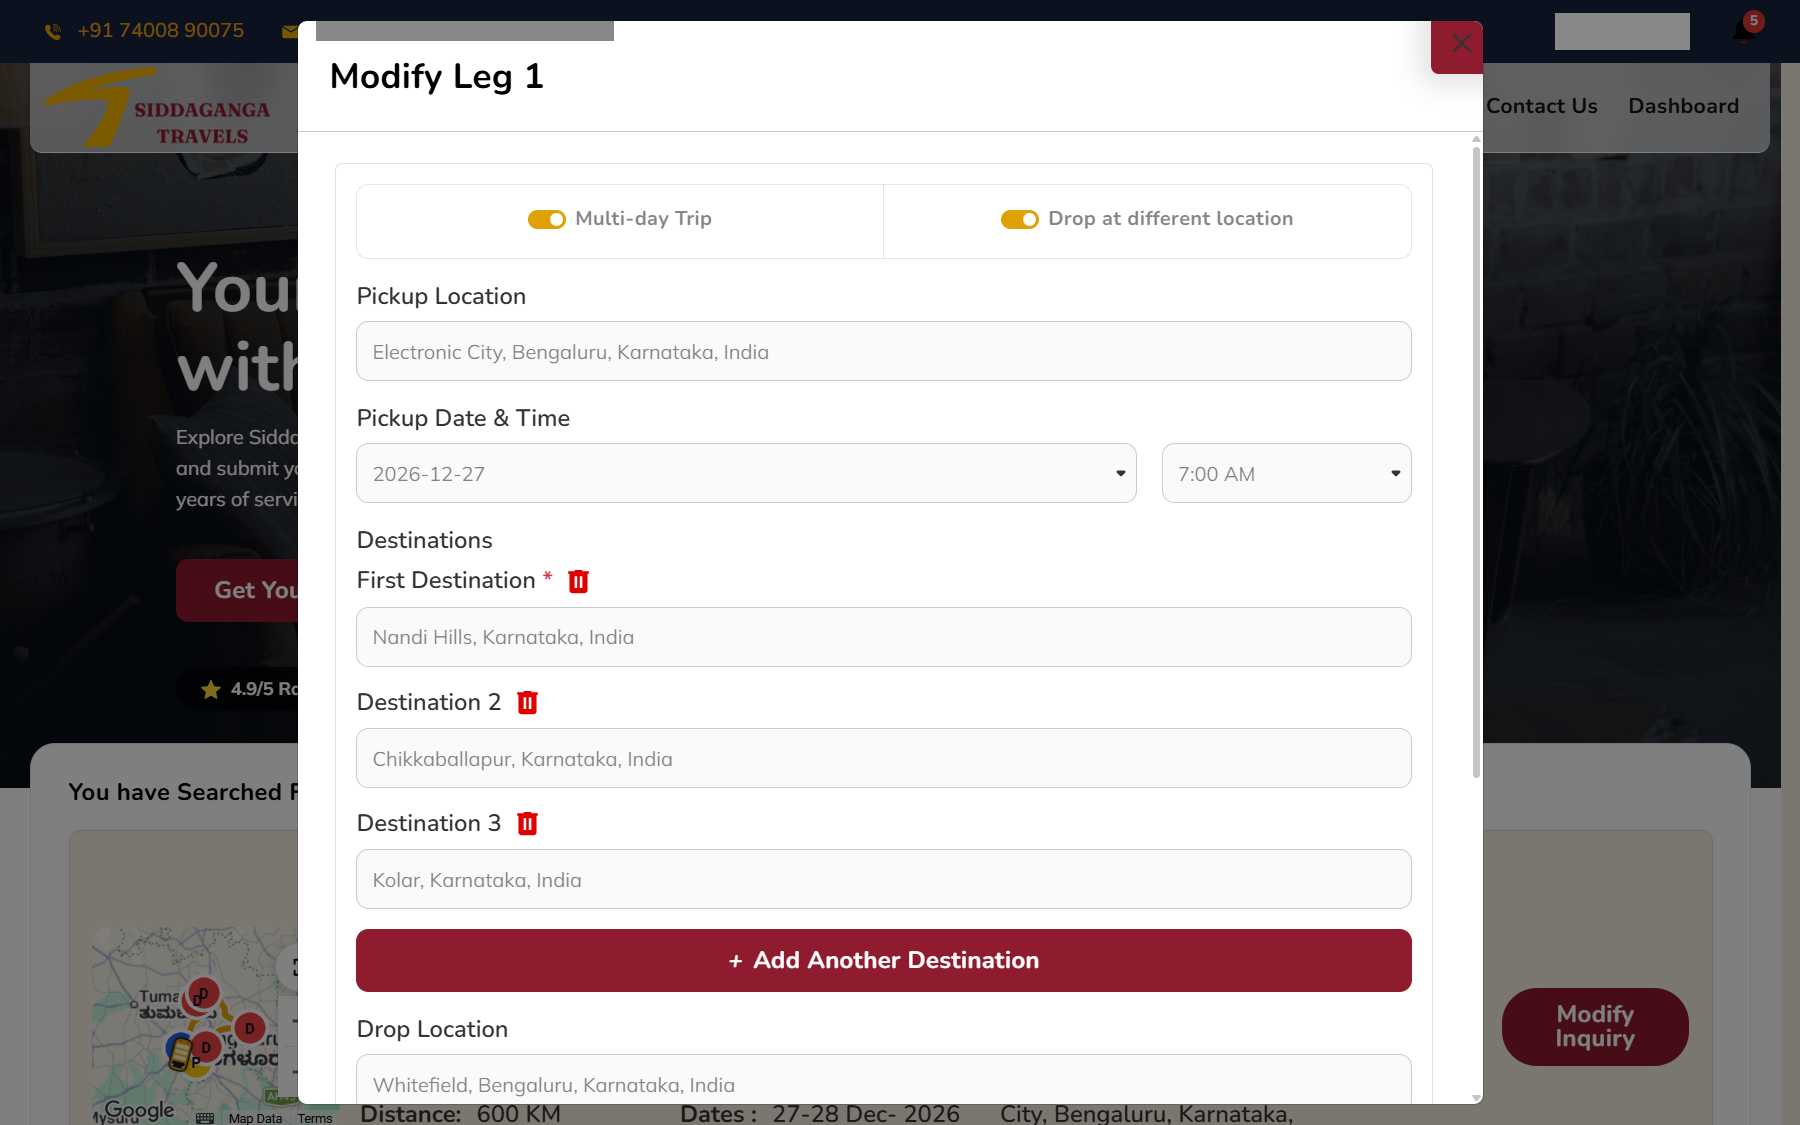 +91 74008 90075
5
SIDDAGANGA
TRAVELS
Contact Us
Dashboard
Modify Leg 1
Multi-day Trip
Drop at different location
Pickup Location
Electronic City, Bengaluru, Karnataka, India
Pickup Date & Time
2026-12-27
7:00 AM
Destinations
First Destination *
Nandi Hills, Karnataka, India
Destination 2
Chikkaballapur, Karnataka, India
Destination 3
Kolar, Karnataka, India
+ Add Another Destination
Drop Location
Whitefield, Bengaluru, Karnataka, India
Your
with
Explore Sidda
and submit yo
years of servi
Get You
4.9/5 Ra
You have Searched F
D
D
D
D
P
Google
Map Data
Terms
Modify
Inquiry
Distance: 600 KM
Dates : 27-28 Dec- 2026
City, Bengaluru, Karnataka,